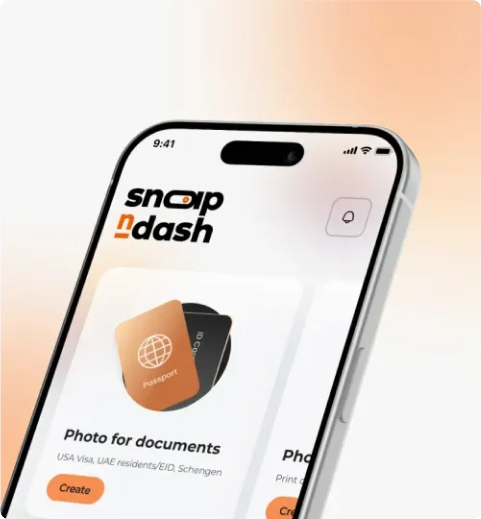 9:41
snap
n dash
ID Ca
Passport
Photo for documents
USA Visa, UAE residents/EID, Schengen
Create
Pho
Print c
Cre